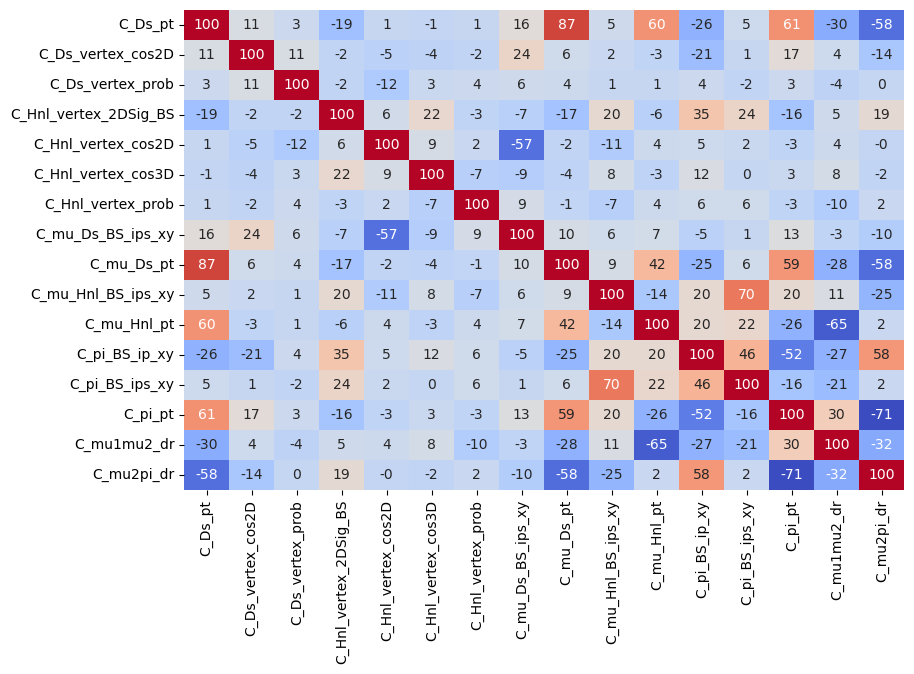 C_Ds_pt 100 11 3 -19 1 -1 1 16 87 5 60 -26 5 61 -30 -58
C_Ds_vertex_cos2D 11 100 11 -2 -5 -4 -2 24 6 2 -3 -21 1 17 4 -14
C_Ds_vertex_prob 3 11 100 -2 -12 3 4 6 4 1 1 4 -2 3 -4 0
C_Hnl_vertex_2DSig_BS -19 -2 -2 100 6 22 -3 -7 -17 20 -6 35 24 -16 5 19
C_Hnl_vertex_cos2D 1 -5 -12 6 100 9 2 -57 -2 -11 4 5 2 -3 4 -0
C_Hnl_vertex_cos3D -1 -4 3 22 9 100 -7 -9 -4 8 -3 12 0 3 8 -2
C_Hnl_vertex_prob 1 -2 4 -3 2 -7 100 9 -1 -7 4 6 6 -3 -10 2
C_mu_Ds_BS_ips_xy 16 24 6 -7 -57 -9 9 100 10 6 7 -5 1 13 -3 -10
C_mu_Ds_pt 87 6 4 -17 -2 -4 -1 10 100 9 42 -25 6 59 -28 -58
C_mu_Hnl_BS_ips_xy 5 2 1 20 -11 8 -7 6 9 100 -14 20 70 20 11 -25
C_mu_Hnl_pt 60 -3 1 -6 4 -3 4 7 42 -14 100 20 22 -26 -65 2
C_pi_BS_ip_xy -26 -21 4 35 5 12 6 -5 -25 20 20 100 46 -52 -27 58
C_pi_BS_ips_xy 5 1 -2 24 2 0 6 1 6 70 22 46 100 -16 -21 2
C_pi_pt 61 17 3 -16 -3 3 -3 13 59 20 -26 -52 -16 100 30 -71
C_mu1mu2_dr -30 4 -4 5 4 8 -10 -3 -28 11 -65 -27 -21 30 100 -32
C_mu2pi_dr -58 -14 0 19 -0 -2 2 -10 -58 -25 2 58 2 -71 -32 100
C_Ds_pt
C_Ds_vertex_cos2D
C_Ds_vertex_prob
C_Hnl_vertex_2DSig_BS
C_Hnl_vertex_cos2D
C_Hnl_vertex_cos3D
C_Hnl_vertex_prob
C_mu_Ds_BS_ips_xy
C_mu_Ds_pt
C_mu_Hnl_BS_ips_xy
C_mu_Hnl_pt
C_pi_BS_ip_xy
C_pi_BS_ips_xy
C_pi_pt
C_mu1mu2_dr
C_mu2pi_dr